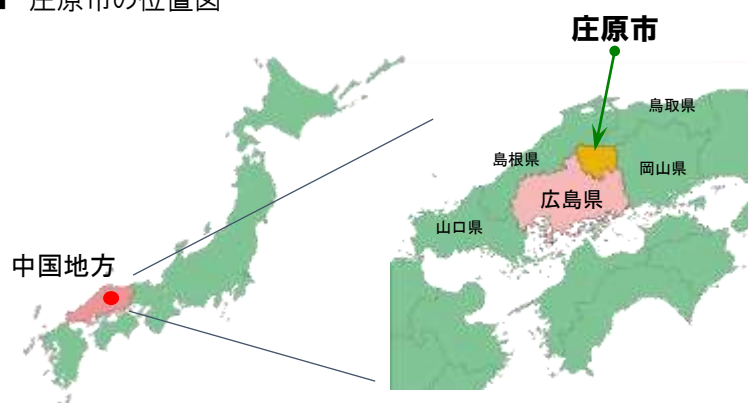 庄原市の位置図
庄原市
鳥取県
島根県
岡山県
広島県
山口県
中国地方